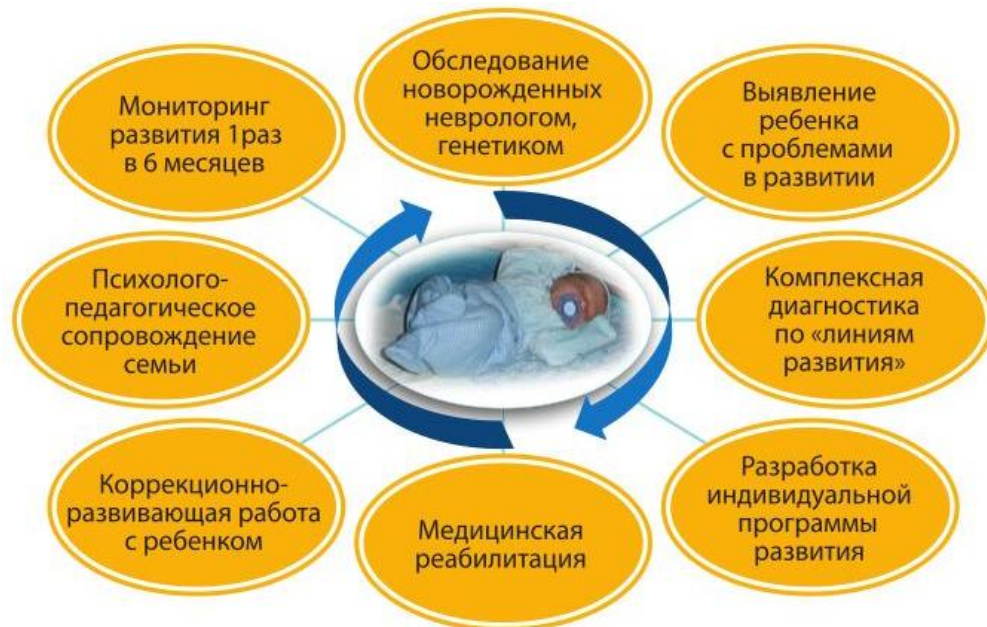 Обследование
новорожденных
неврологом,
генетиком
Выявление
ребенка
с проблемами
в развитии
Комплексная
диагностика
по «линиям
развития»
Разработка
индивидуальной
программы
развития
Медицинская
реабилитация
Коррекционно-
развивающая работа
с ребенком
Психолого-
педагогическое
сопровождение
семьи
Мониторинг
развития 1раз
в 6 месяцев